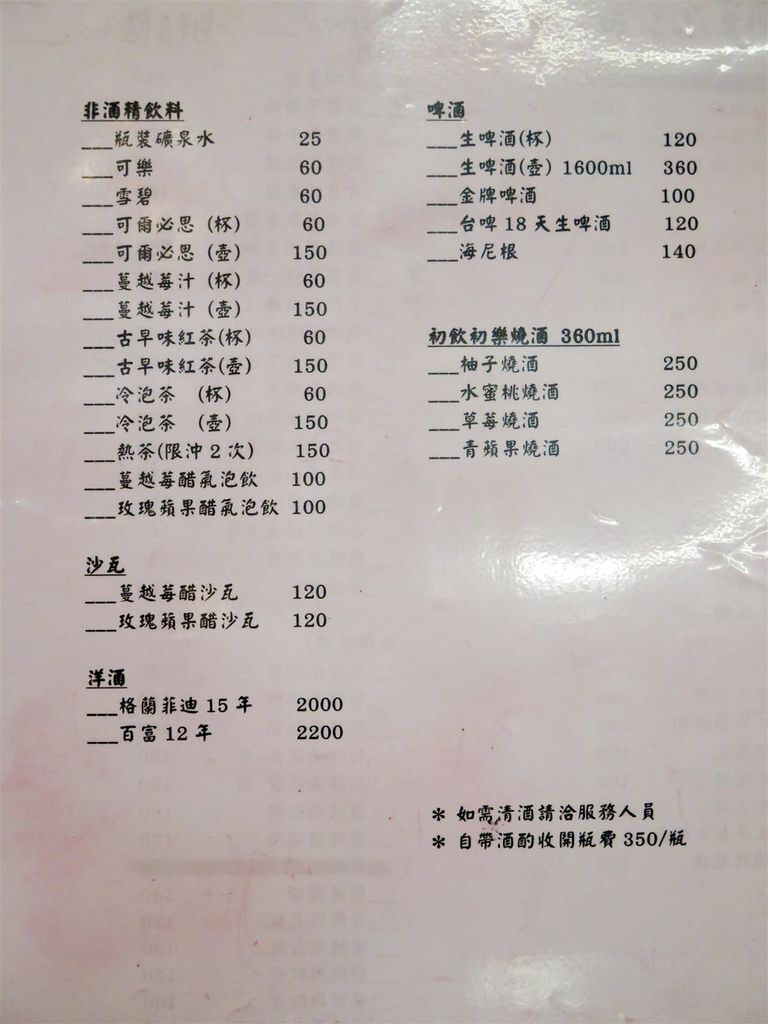 非酒精飲料
___瓶裝礦泉水 25
___可樂 60
___雪碧 60
___可爾必思 (杯) 60
___可爾必思 (壺) 150
___蔓越莓汁 (杯) 60
___蔓越莓汁 (壺) 150
___古早味紅茶(杯) 60
___古早味紅茶(壺) 150
___冷泡茶 (杯) 60
___冷泡茶 (壺) 150
___熱茶(限沖 2 次) 150
___蔓越莓醋氣泡飲 100
___玫瑰蘋果醋氣泡飲 100
沙瓦
___蔓越莓醋沙瓦 120
___玫瑰蘋果醋沙瓦 120
洋酒
___格蘭菲迪 15 年 2000
___百富 12 年 2200
啤酒
___生啤酒(杯) 120
___生啤酒(壺) 1600ml 360
___金牌啤酒 100
___台啤 18 天生啤酒 120
___海尼根 140
初飲初樂燒酒 360ml
___柚子燒酒 250
___水蜜桃燒酒 250
___草莓燒酒 250
___青蘋果燒酒 250
＊ 如需清酒請洽服務人員
＊ 自帶酒酌收開瓶費 350/瓶